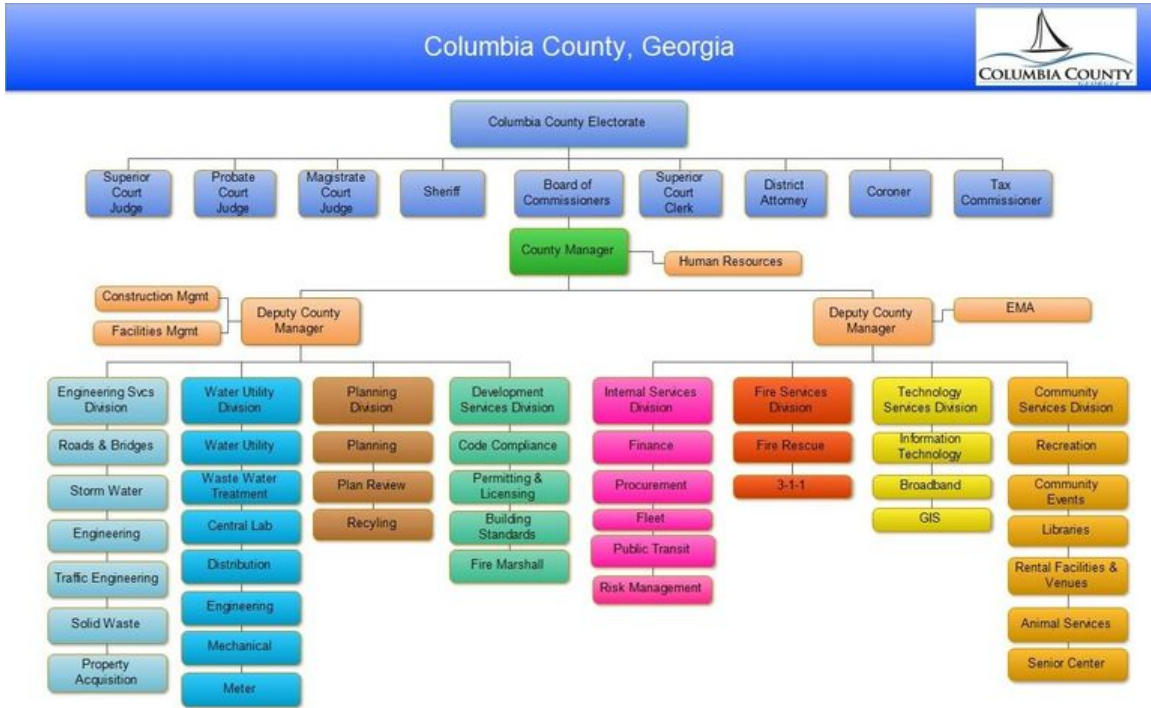 Columbia County, Georgia
COLUMBIA COUNTY
GEORGIA
Columbia County Electorate
Superior
Court
Judge
Probate
Court
Judge
Magistrate
Court
Judge
Sheriff
Board of
Commissioners
Superior
Court
Clerk
District
Attorney
Coroner
Tax
Commissioner
County Manager
Human Resources
Construction Mgmt
Facilities Mgmt
Deputy County
Manager
Deputy County
Manager
EMA
Engineering Svcs
Division
Roads & Bridges
Storm Water
Engineering
Traffic Engineering
Solid Waste
Property
Acquisition
Water Utility
Division
Water Utility
Waste Water
Treatment
Central Lab
Distribution
Engineering
Mechanical
Meter
Planning
Division
Planning
Plan Review
Recyling
Development
Services Division
Code Compliance
Permitting &
Licensing
Building
Standards
Fire Marshall
Internal Services
Division
Finance
Procurement
Fleet
Public Transit
Risk Management
Fire Services
Division
Fire Rescue
3-1-1
Technology
Services Division
Information
Technology
Broadband
GIS
Community
Services Division
Recreation
Community
Events
Libraries
Rental Facilities &
Venues
Animal Services
Senior Center